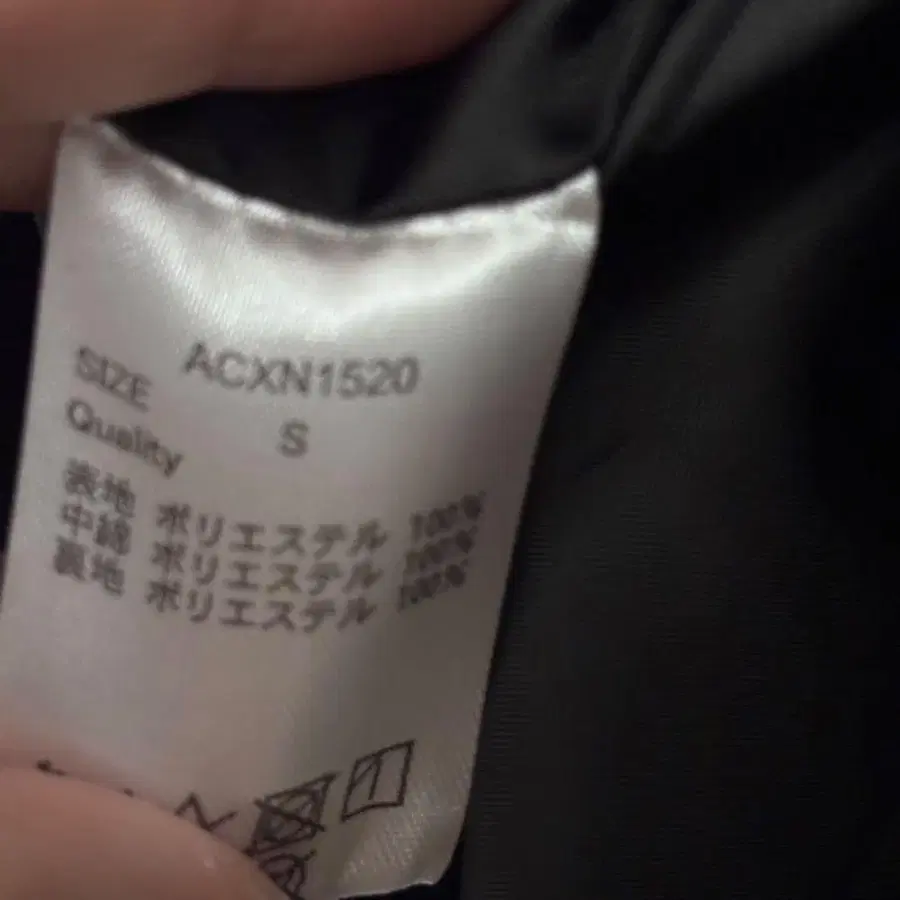 ACXN1520
SIZE S
Quality
表地 ポリエステル 100%
中綿 ポリエステル 100%
裏地 ポリエステル 100%